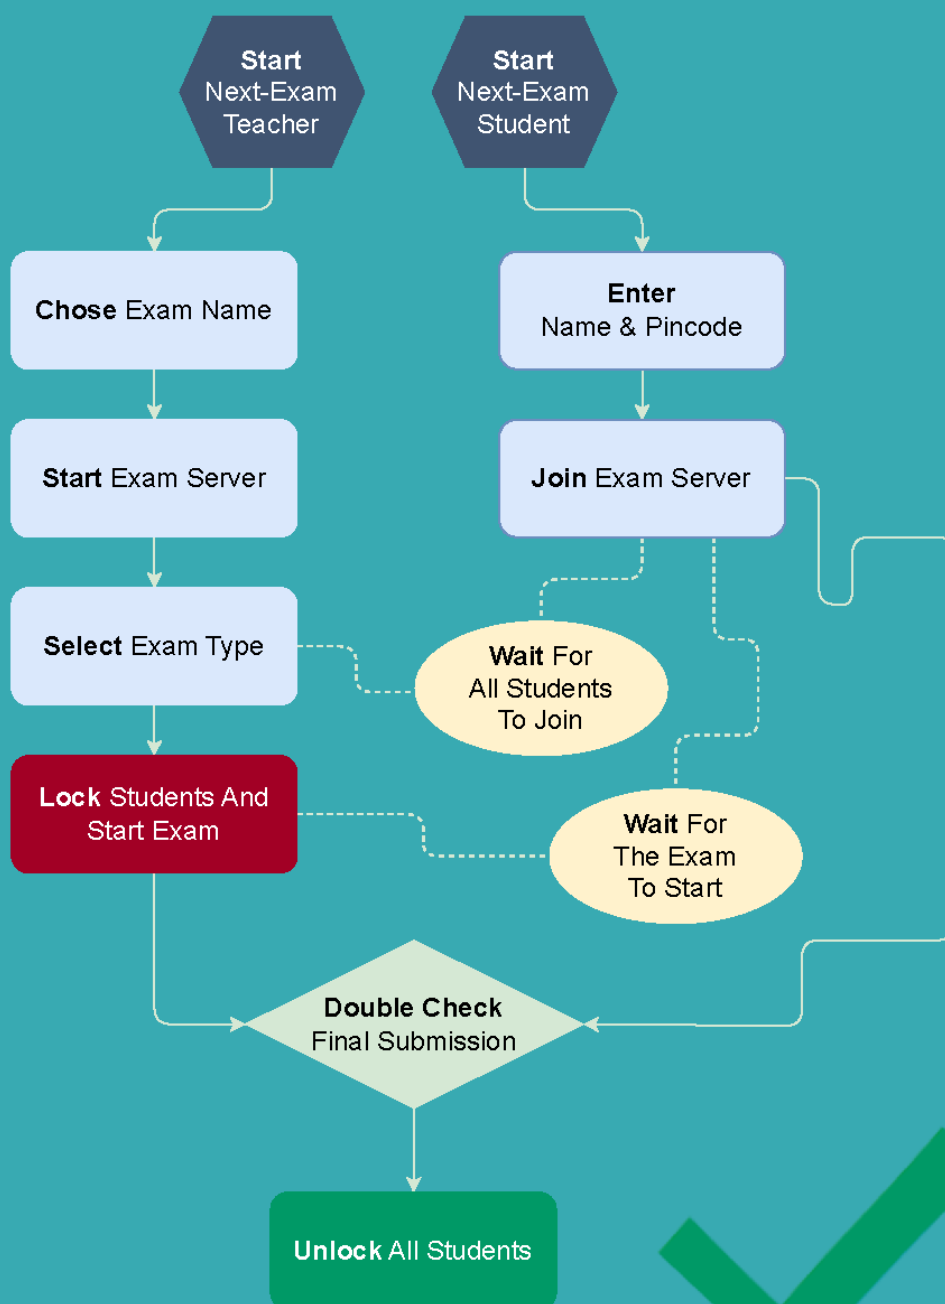 Start
Next-Exam
Teacher
Start
Next-Exam
Student
Chose Exam Name
Enter
Name & Pincode
Start Exam Server
Join Exam Server
Select Exam Type
Wait For
All Students
To Join
Lock Students And
Start Exam
Wait For
The Exam
To Start
Double Check
Final Submission
Unlock All Students